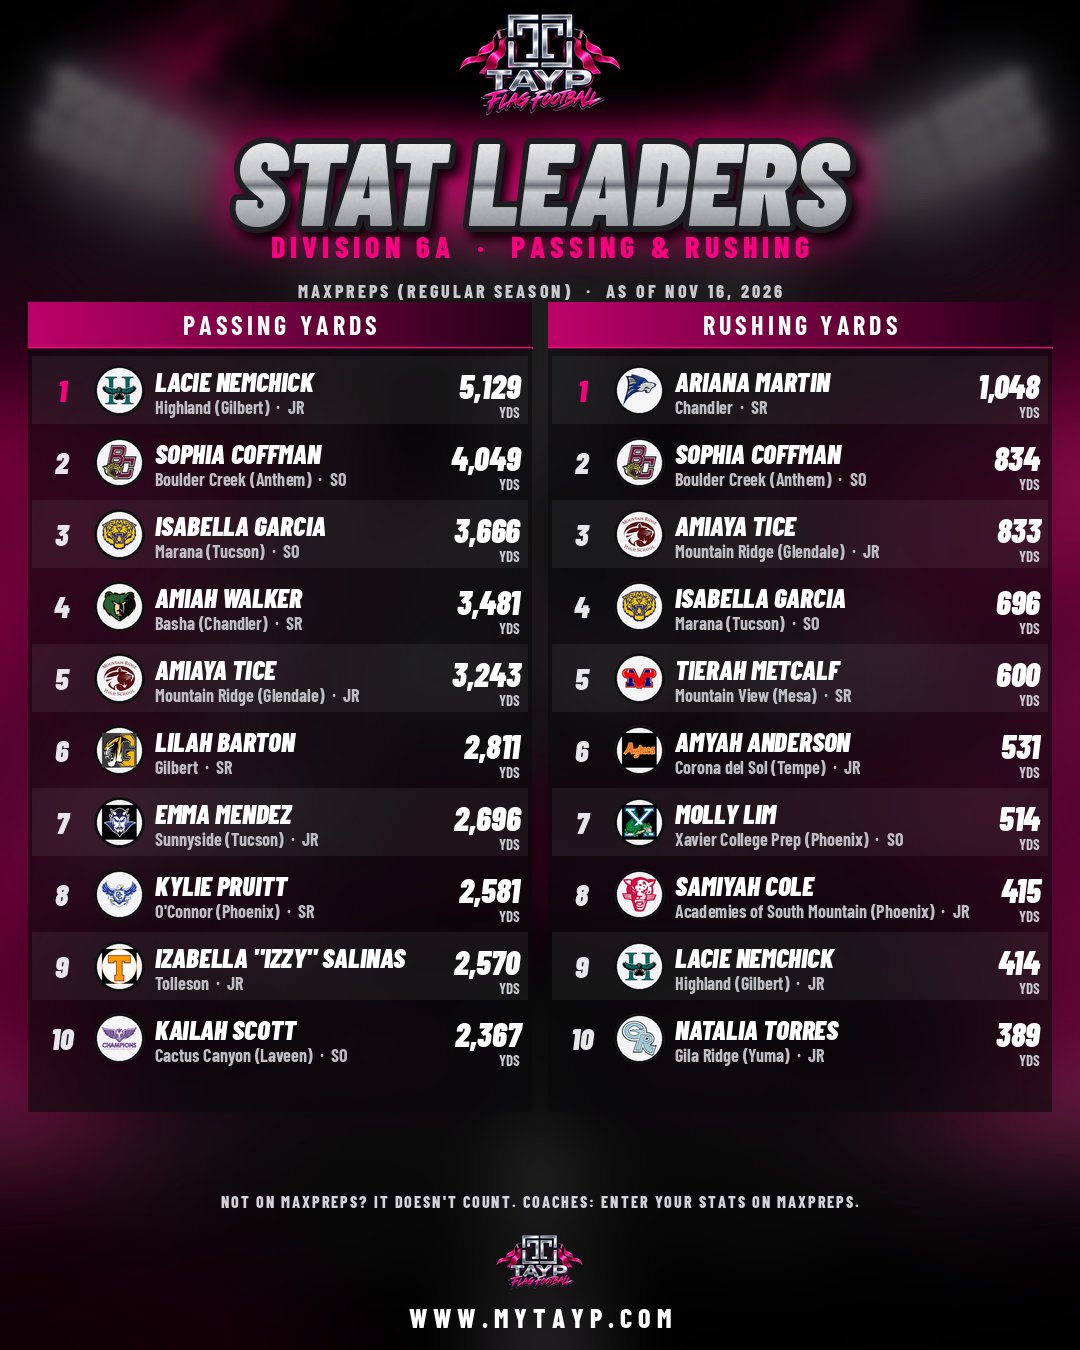 TAYP
FLAG FOOTBALL
STAT LEADERS
DIVISION 6A · PASSING & RUSHING
MAXPREPS (REGULAR SEASON) · AS OF NOV 16, 2026
PASSING YARDS
1 LACIE NEMCHICK 5,129
Highland (Gilbert) · JR YDS
2 SOPHIA COFFMAN 4,049
Boulder Creek (Anthem) · SO YDS
3 ISABELLA GARCIA 3,666
Marana (Tucson) · SO YDS
4 AMIAH WALKER 3,481
Basha (Chandler) · SR YDS
5 AMIAYA TICE 3,243
Mountain Ridge (Glendale) · JR YDS
6 LILAH BARTON 2,811
Gilbert · SR YDS
7 EMMA MENDEZ 2,696
Sunnyside (Tucson) · JR YDS
8 KYLIE PRUITT 2,581
O'Connor (Phoenix) · SR YDS
9 IZABELLA "IZZY" SALINAS 2,570
Tolleson · JR YDS
10 KAILAH SCOTT 2,367
Cactus Canyon (Laveen) · SO YDS
RUSHING YARDS
1 ARIANA MARTIN 1,048
Chandler · SR YDS
2 SOPHIA COFFMAN 834
Boulder Creek (Anthem) · SO YDS
3 AMIAYA TICE 833
Mountain Ridge (Glendale) · JR YDS
4 ISABELLA GARCIA 696
Marana (Tucson) · SO YDS
5 TIERAH METCALF 600
Mountain View (Mesa) · SR YDS
6 AMYAH ANDERSON 531
Corona del Sol (Tempe) · JR YDS
7 MOLLY LIM 514
Xavier College Prep (Phoenix) · SO YDS
8 SAMIYAH COLE 415
Academies of South Mountain (Phoenix) · JR YDS
9 LACIE NEMCHICK 414
Highland (Gilbert) · JR YDS
10 NATALIA TORRES 389
Gila Ridge (Yuma) · JR YDS
NOT ON MAXPREPS? IT DOESN'T COUNT. COACHES: ENTER YOUR STATS ON MAXPREPS.
TAYP
FLAG FOOTBALL
WWW.MYTAYP.COM